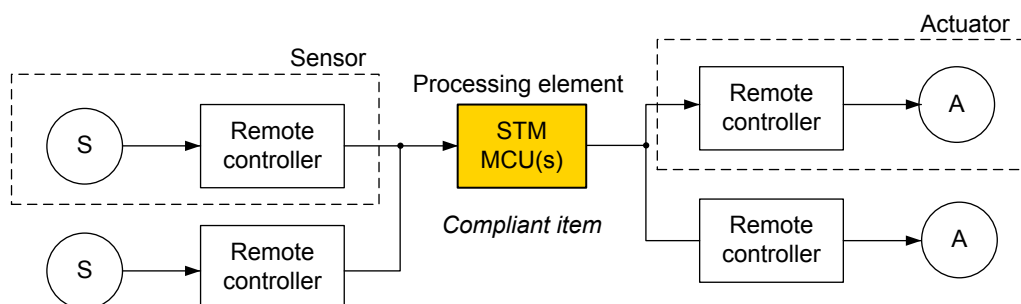 Sensor
S
Remote
controller
S
Remote
controller
Processing element
STM
MCU(s)
Compliant item
Actuator
Remote
controller
A
Remote
controller
A